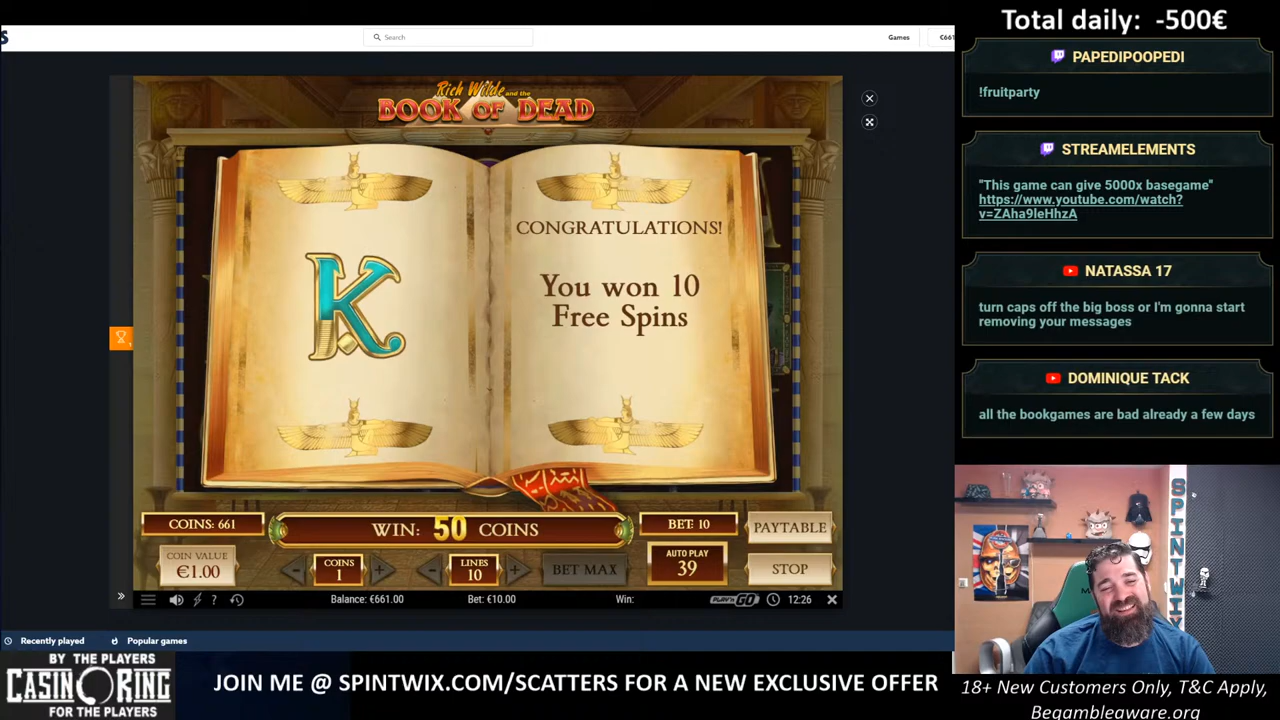 Total daily: -500€
S
Search
Games
€661
Rich Wilde and the
BOOK OF DEAD
K
CONGRATULATIONS!
You won 10
Free Spins
COINS: 661
WIN: 50 COINS
BET: 10
PAYTABLE
COIN VALUE
€1.00
-
COINS
1
+
-
LINES
10
+
BET MAX
AUTO PLAY
39
STOP
»
?
Balance: €661.00
Bet: €10.00
Win:
PLAY'N GO
12:26
Recently played
Popular games
PAPEDIPOOPEDI
!fruitparty
STREAMELEMENTS
"This game can give 5000x basegame"
https://www.youtube.com/watch?
v=ZAha9leHhzA
NATASSA 17
turn caps off the big boss or I'm gonna start
removing your messages
DOMINIQUE TACK
all the bookgames are bad already a few days
SPINTWIX
BY THE PLAYERS
CASINO RING
FOR THE PLAYERS
JOIN ME @ SPINTWIX.COM/SCATTERS FOR A NEW EXCLUSIVE OFFER
18+ New Customers Only, T&C Apply,
Begambleaware.org